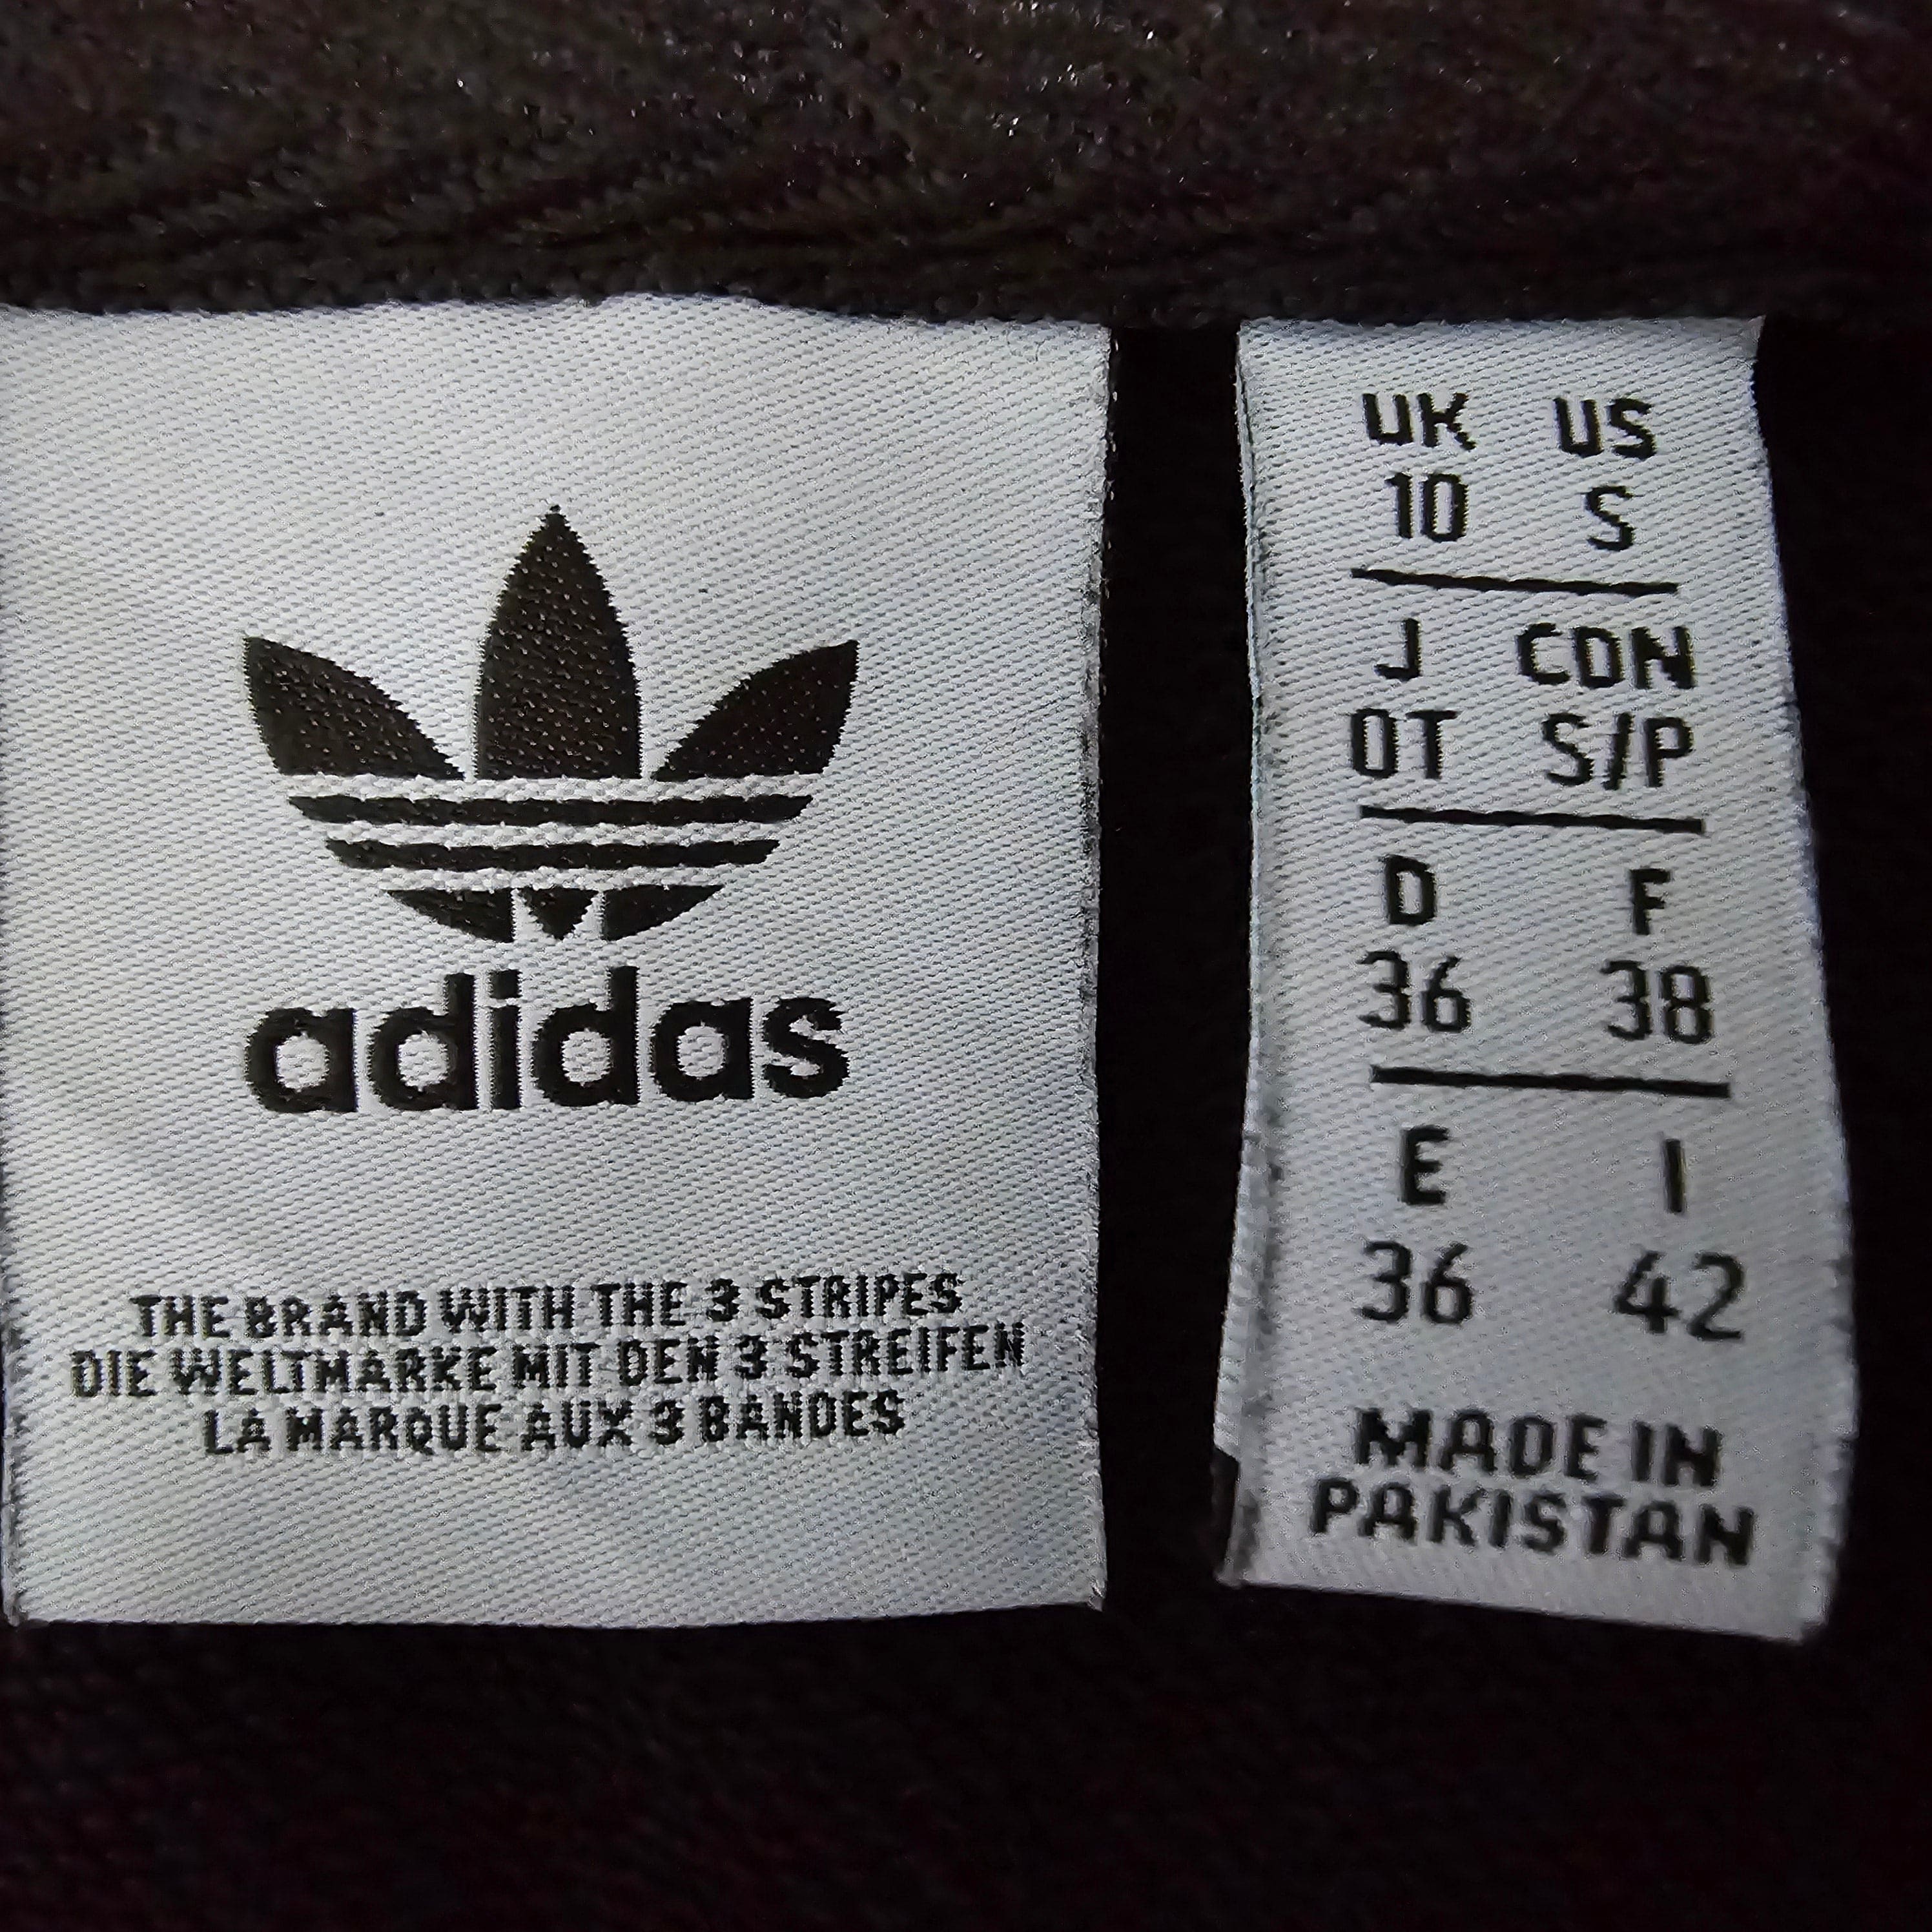 adidas
THE BRAND WITH THE 3 STRIPES
DIE WELTMARKE MIT DEN 3 STREIFEN
LA MARQUE AUX 3 BANDES
UK US
10 S
J CDN
OT S/P
D F
36 38
E I
36 42
MADE IN
PAKISTAN